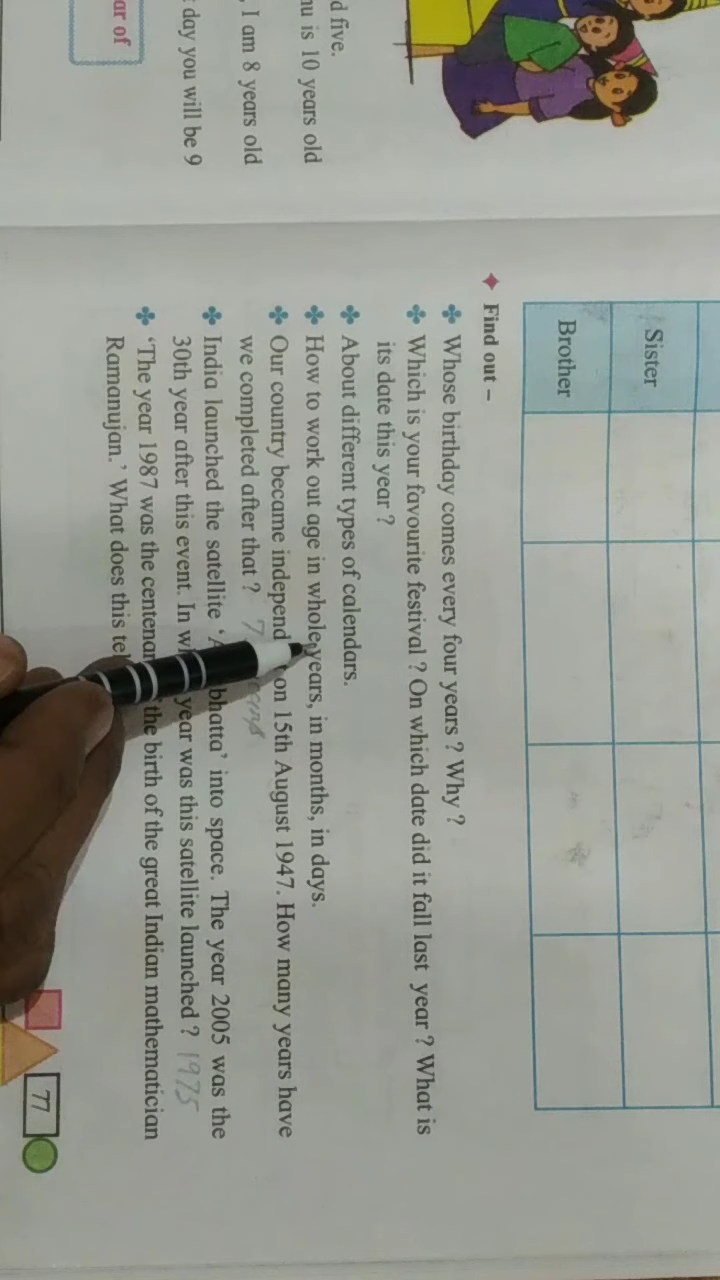 d five.
nu is 10 years old
, I am 8 years old
day you will be 9
ar of
Sister
Brother
Find out –
Whose birthday comes every four years ? Why ?
Which is your favourite festival ? On which date did it fall last year ? What is
its date this year ?
About different types of calendars.
How to work out age in whole years, in months, in days.
Our country became independ on 15th August 1947. How many years have
we completed after that ?
India launched the satellite ‘A bhatta’ into space. The year 2005 was the
30th year after this event. In year was this satellite launched ? 1975
‘The year 1987 was the centenar the birth of the great Indian mathematician
Ramanujan.’ What does this
77